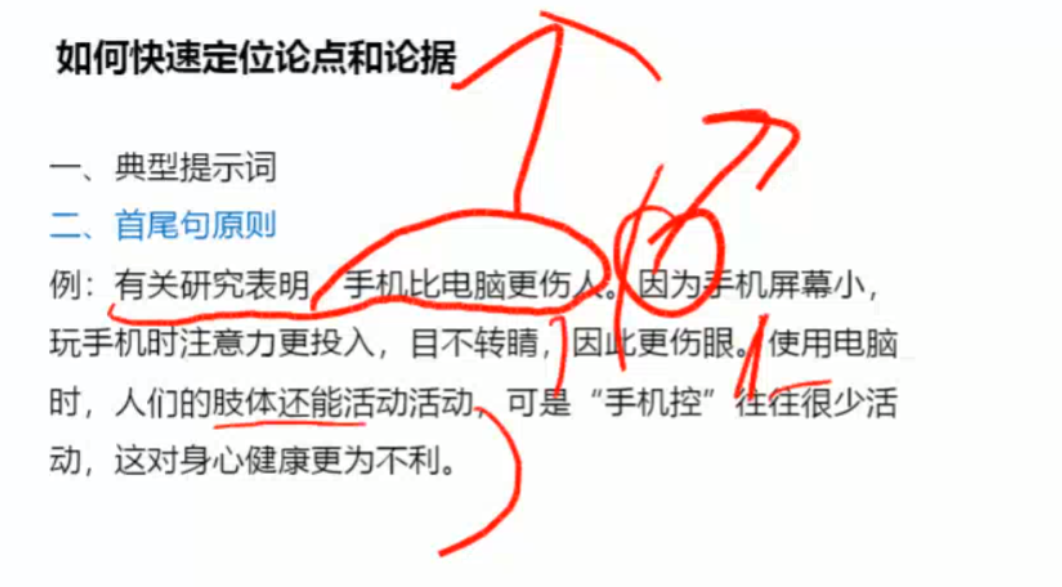 如何快速定位论点和论据
一、典型提示词
二、首尾句原则
例：有关研究表明，手机比电脑更伤人。因为手机屏幕小，
玩手机时注意力更投入，目不转睛，因此更伤眼。使用电脑
时，人们的肢体还能活动活动，可是“手机控”往往很少活
动，这对身心健康更为不利。